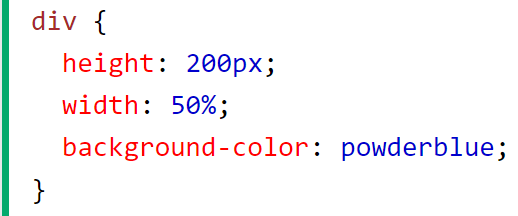 div {
  height: 200px;
  width: 50%;
  background-color: powderblue;
}